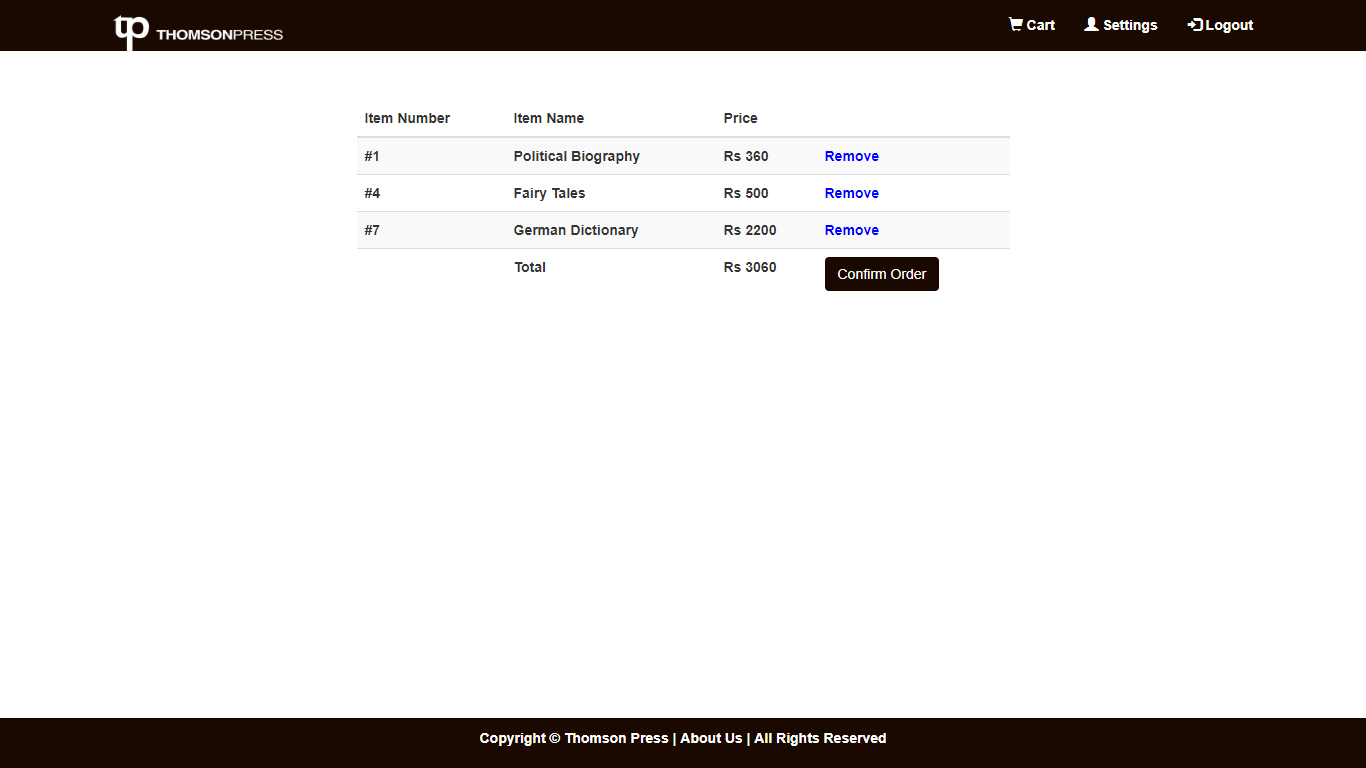 tp THOMSONPRESS Cart Settings Logout
Item Number Item Name Price
#1 Political Biography Rs 360 Remove
#4 Fairy Tales Rs 500 Remove
#7 German Dictionary Rs 2200 Remove
Total Rs 3060 Confirm Order
Copyright © Thomson Press | About Us | All Rights Reserved